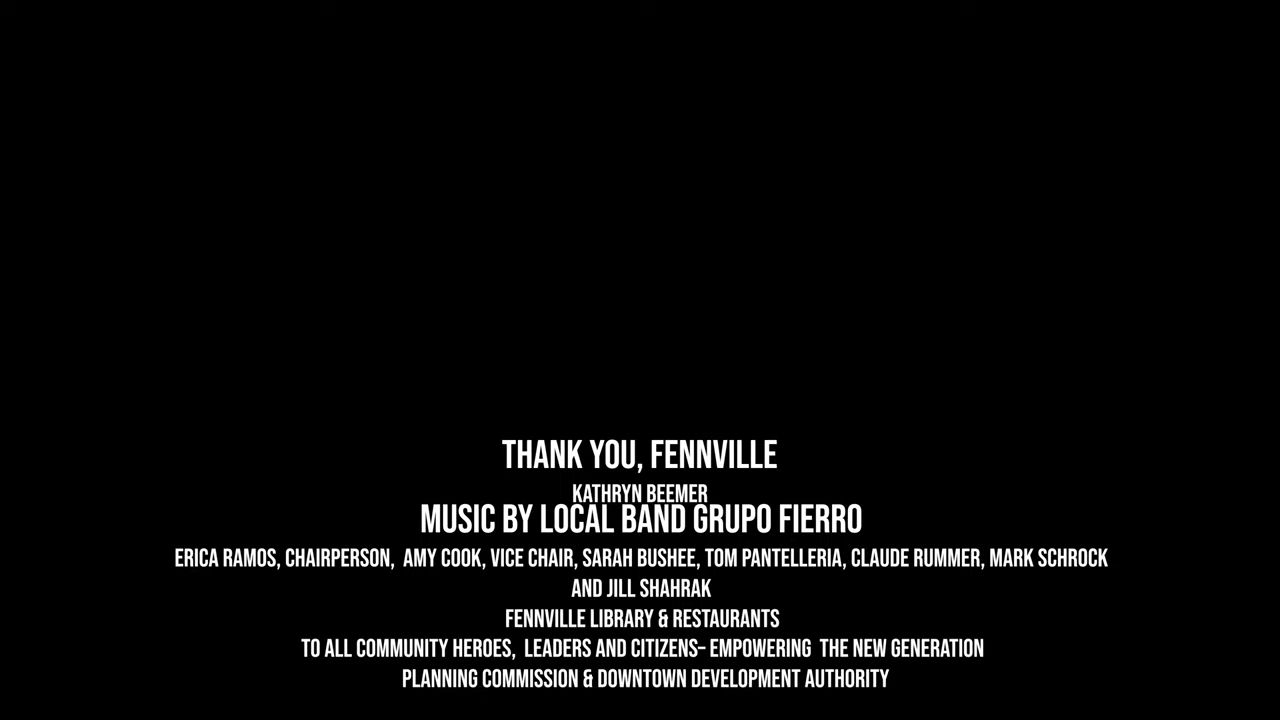 THANK YOU, FENNVILLE
KATHRYN BEEMER
MUSIC BY LOCAL BAND GRUPO FIERRO
ERICA RAMOS, CHAIRPERSON, AMY COOK, VICE CHAIR, SARAH BUSHEE, TOM PANTELLERIA, CLAUDE RUMMER, MARK SCHROCK
AND JILL SHAHRAK
FENNVILLE LIBRARY & RESTAURANTS
TO ALL COMMUNITY HEROES, LEADERS AND CITIZENS- EMPOWERING THE NEW GENERATION
PLANNING COMMISSION & DOWNTOWN DEVELOPMENT AUTHORITY